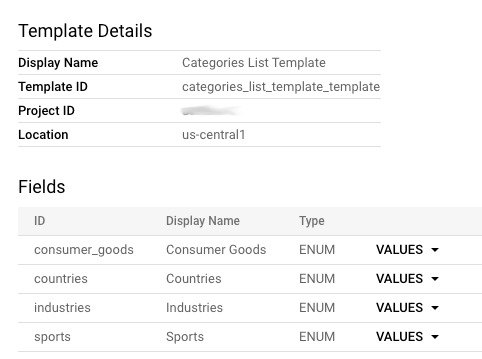 Template Details
Display Name Categories List Template
Template ID categories_list_template_template
Project ID
Location us-central1
Fields
ID Display Name Type
consumer_goods Consumer Goods ENUM VALUES
countries Countries ENUM VALUES
industries Industries ENUM VALUES
sports Sports ENUM VALUES